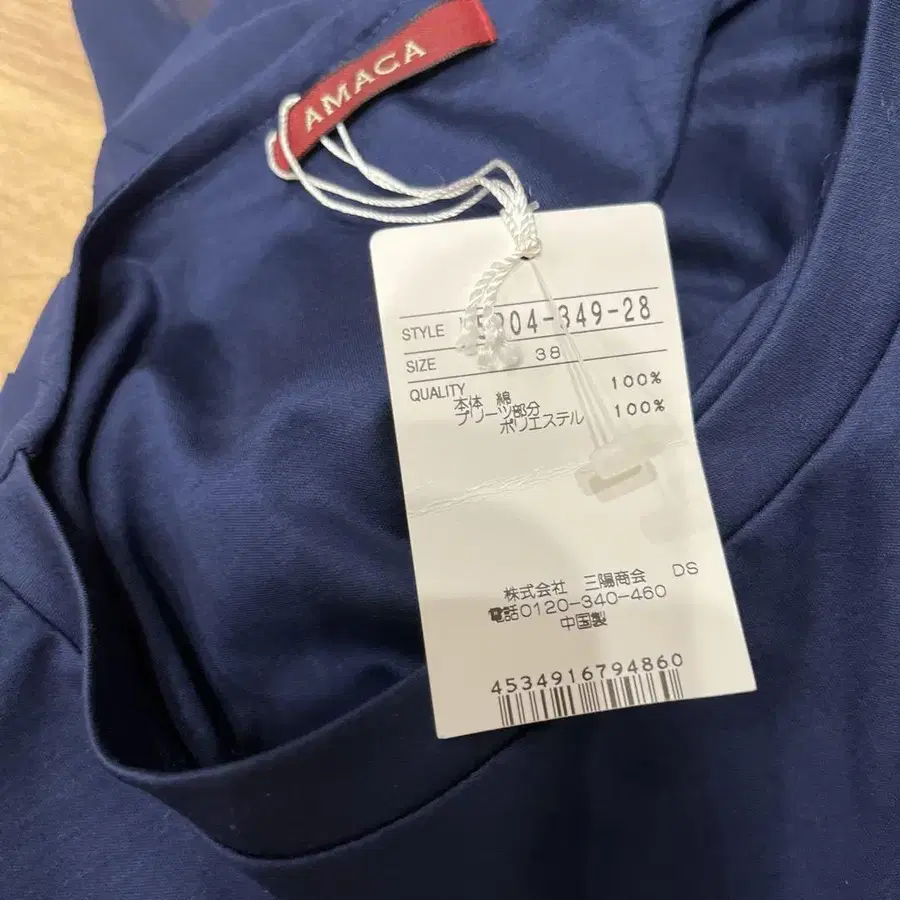 AMACA
STYLE 204-349-28
SIZE 38
QUALITY
本体 綿 100%
プリーツ部分
ポリエステル 100%
株式会社 三陽商会 DS
電話0120-340-460
中国製
4534916794860